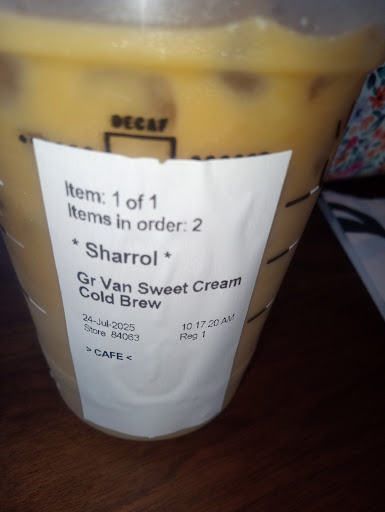 DECAF
Item: 1 of 1
Items in order: 2
* Sharrol *
Gr Van Sweet Cream
Cold Brew
24-Jul-2025 10:17:20 AM
Store 84063 Reg 1
> CAFE <